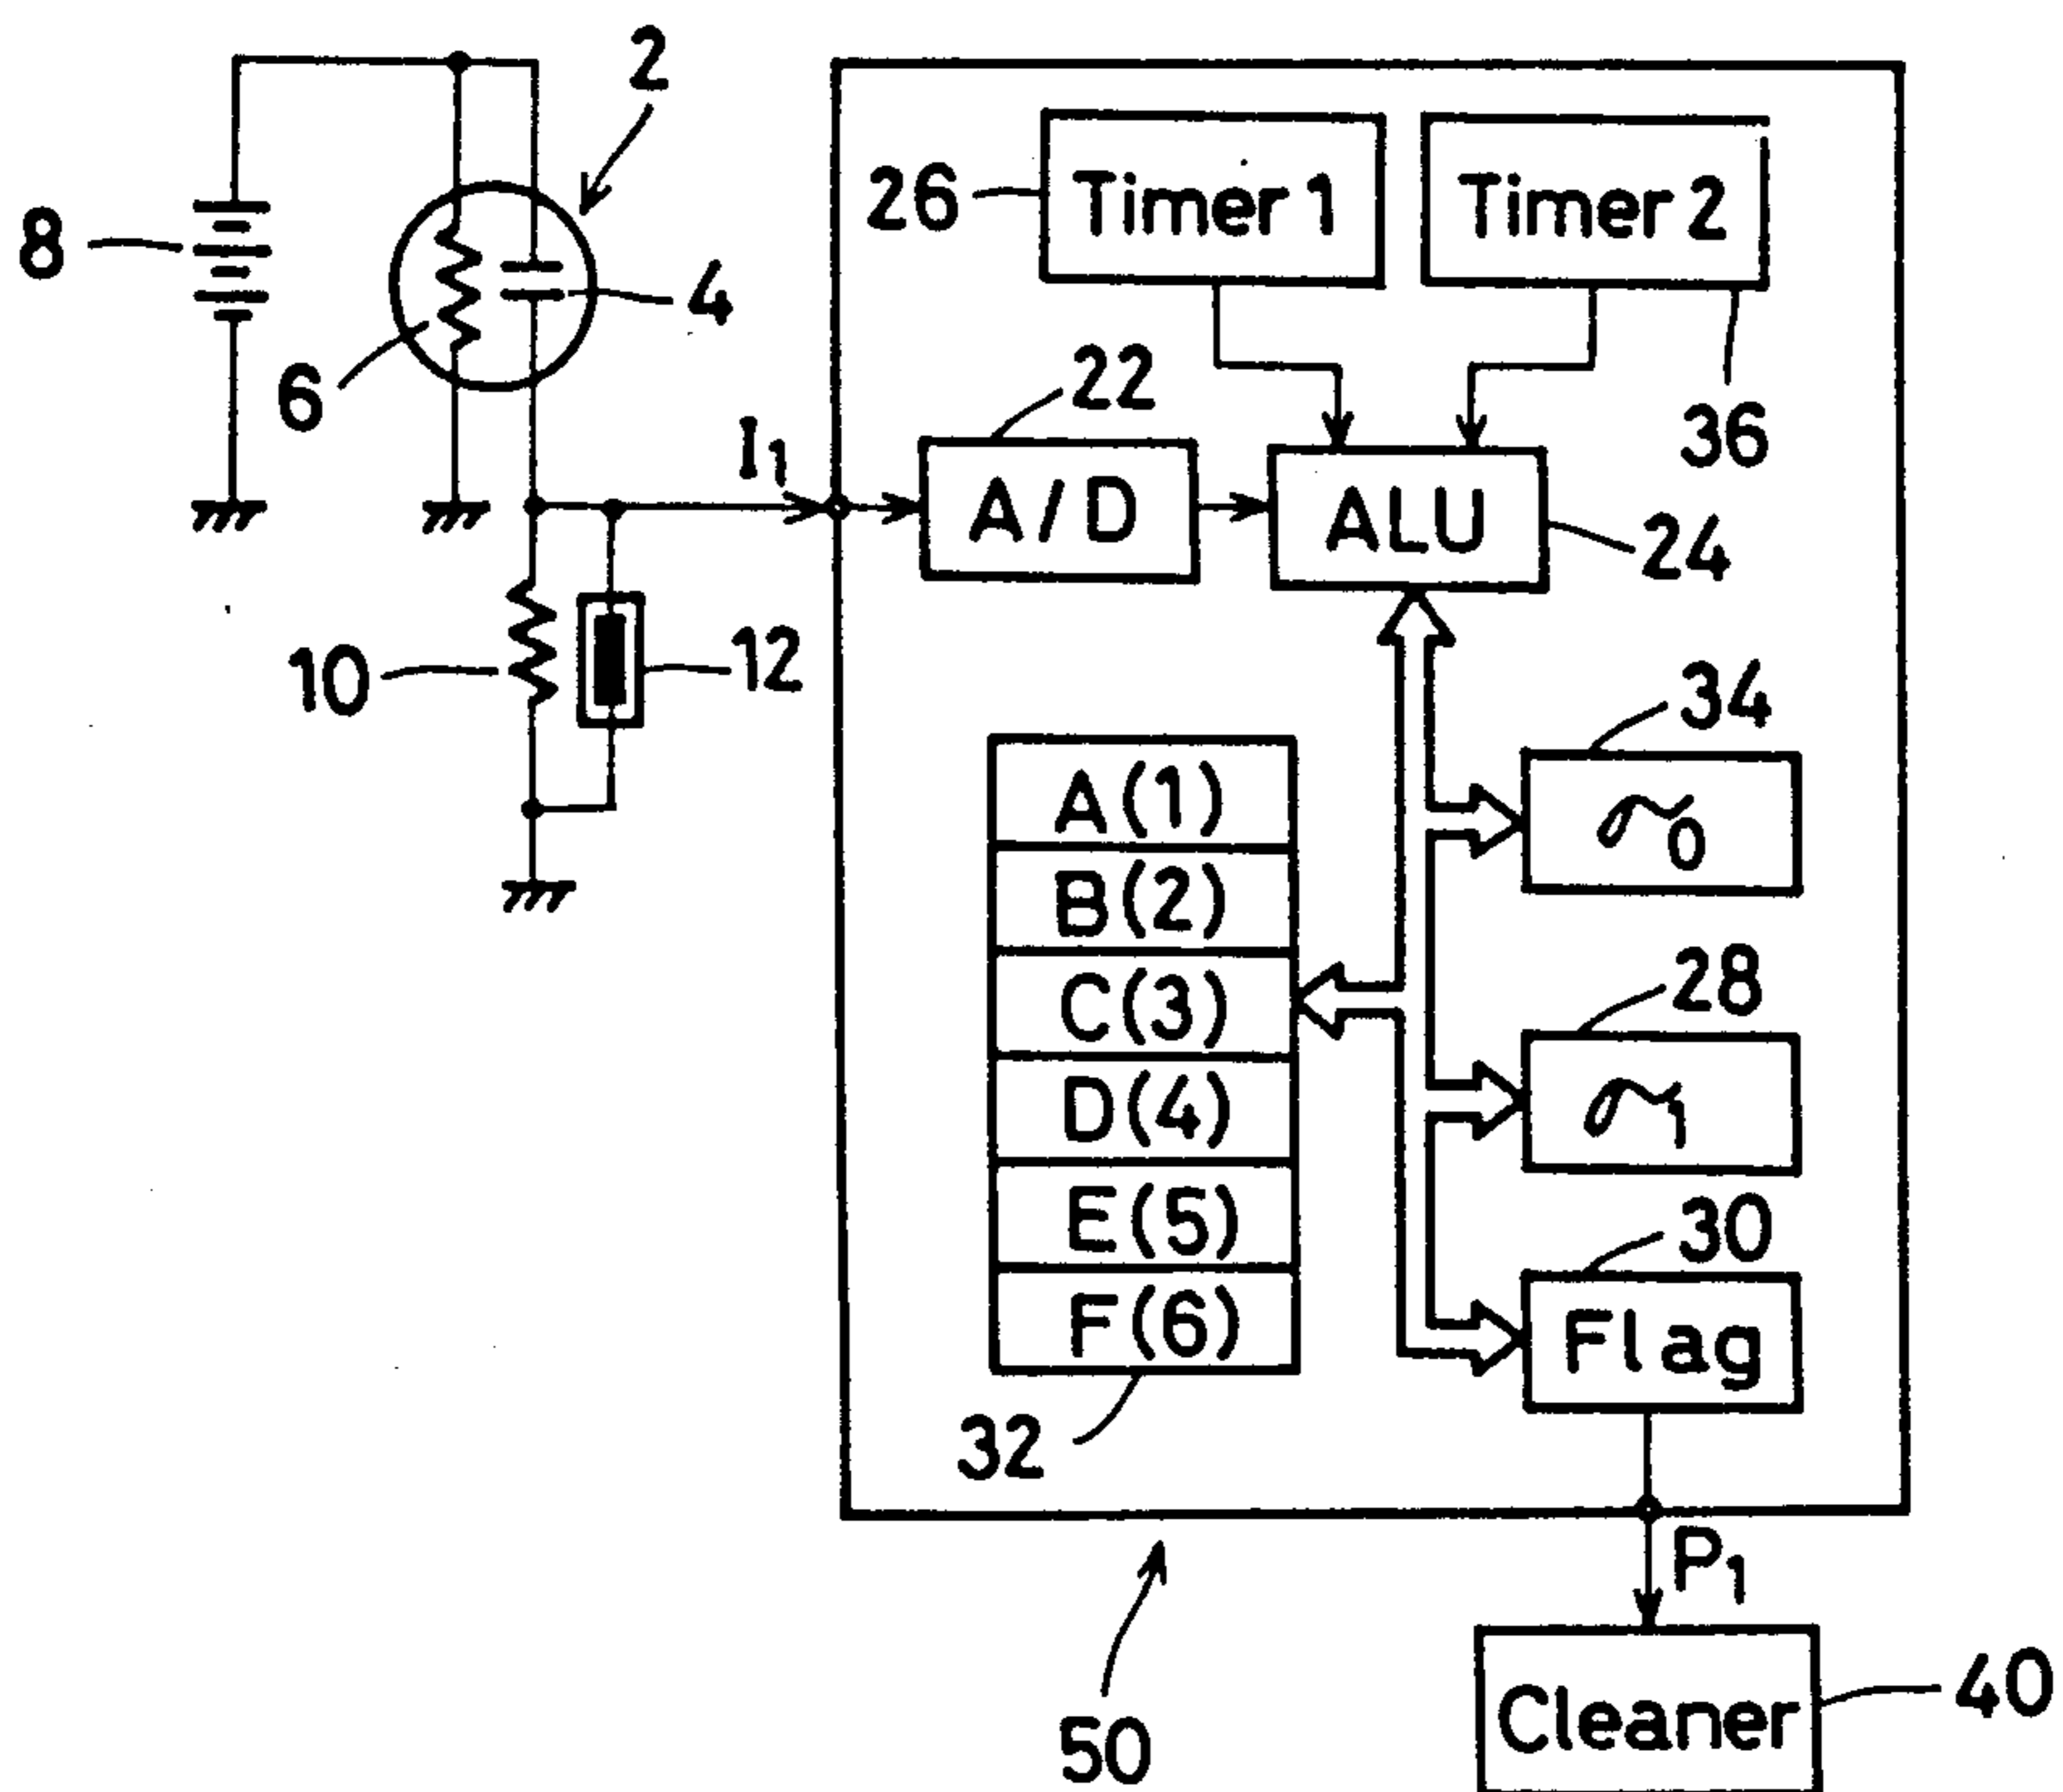 2
26
Timer 1
Timer 2
8
4
6
22
36
I1
A/D
ALU
24
10
12
34
A(1)
σ0
B(2)
28
C(3)
D(4)
σ1
E(5)
30
F(6)
Flag
32
P1
50
Cleaner
40